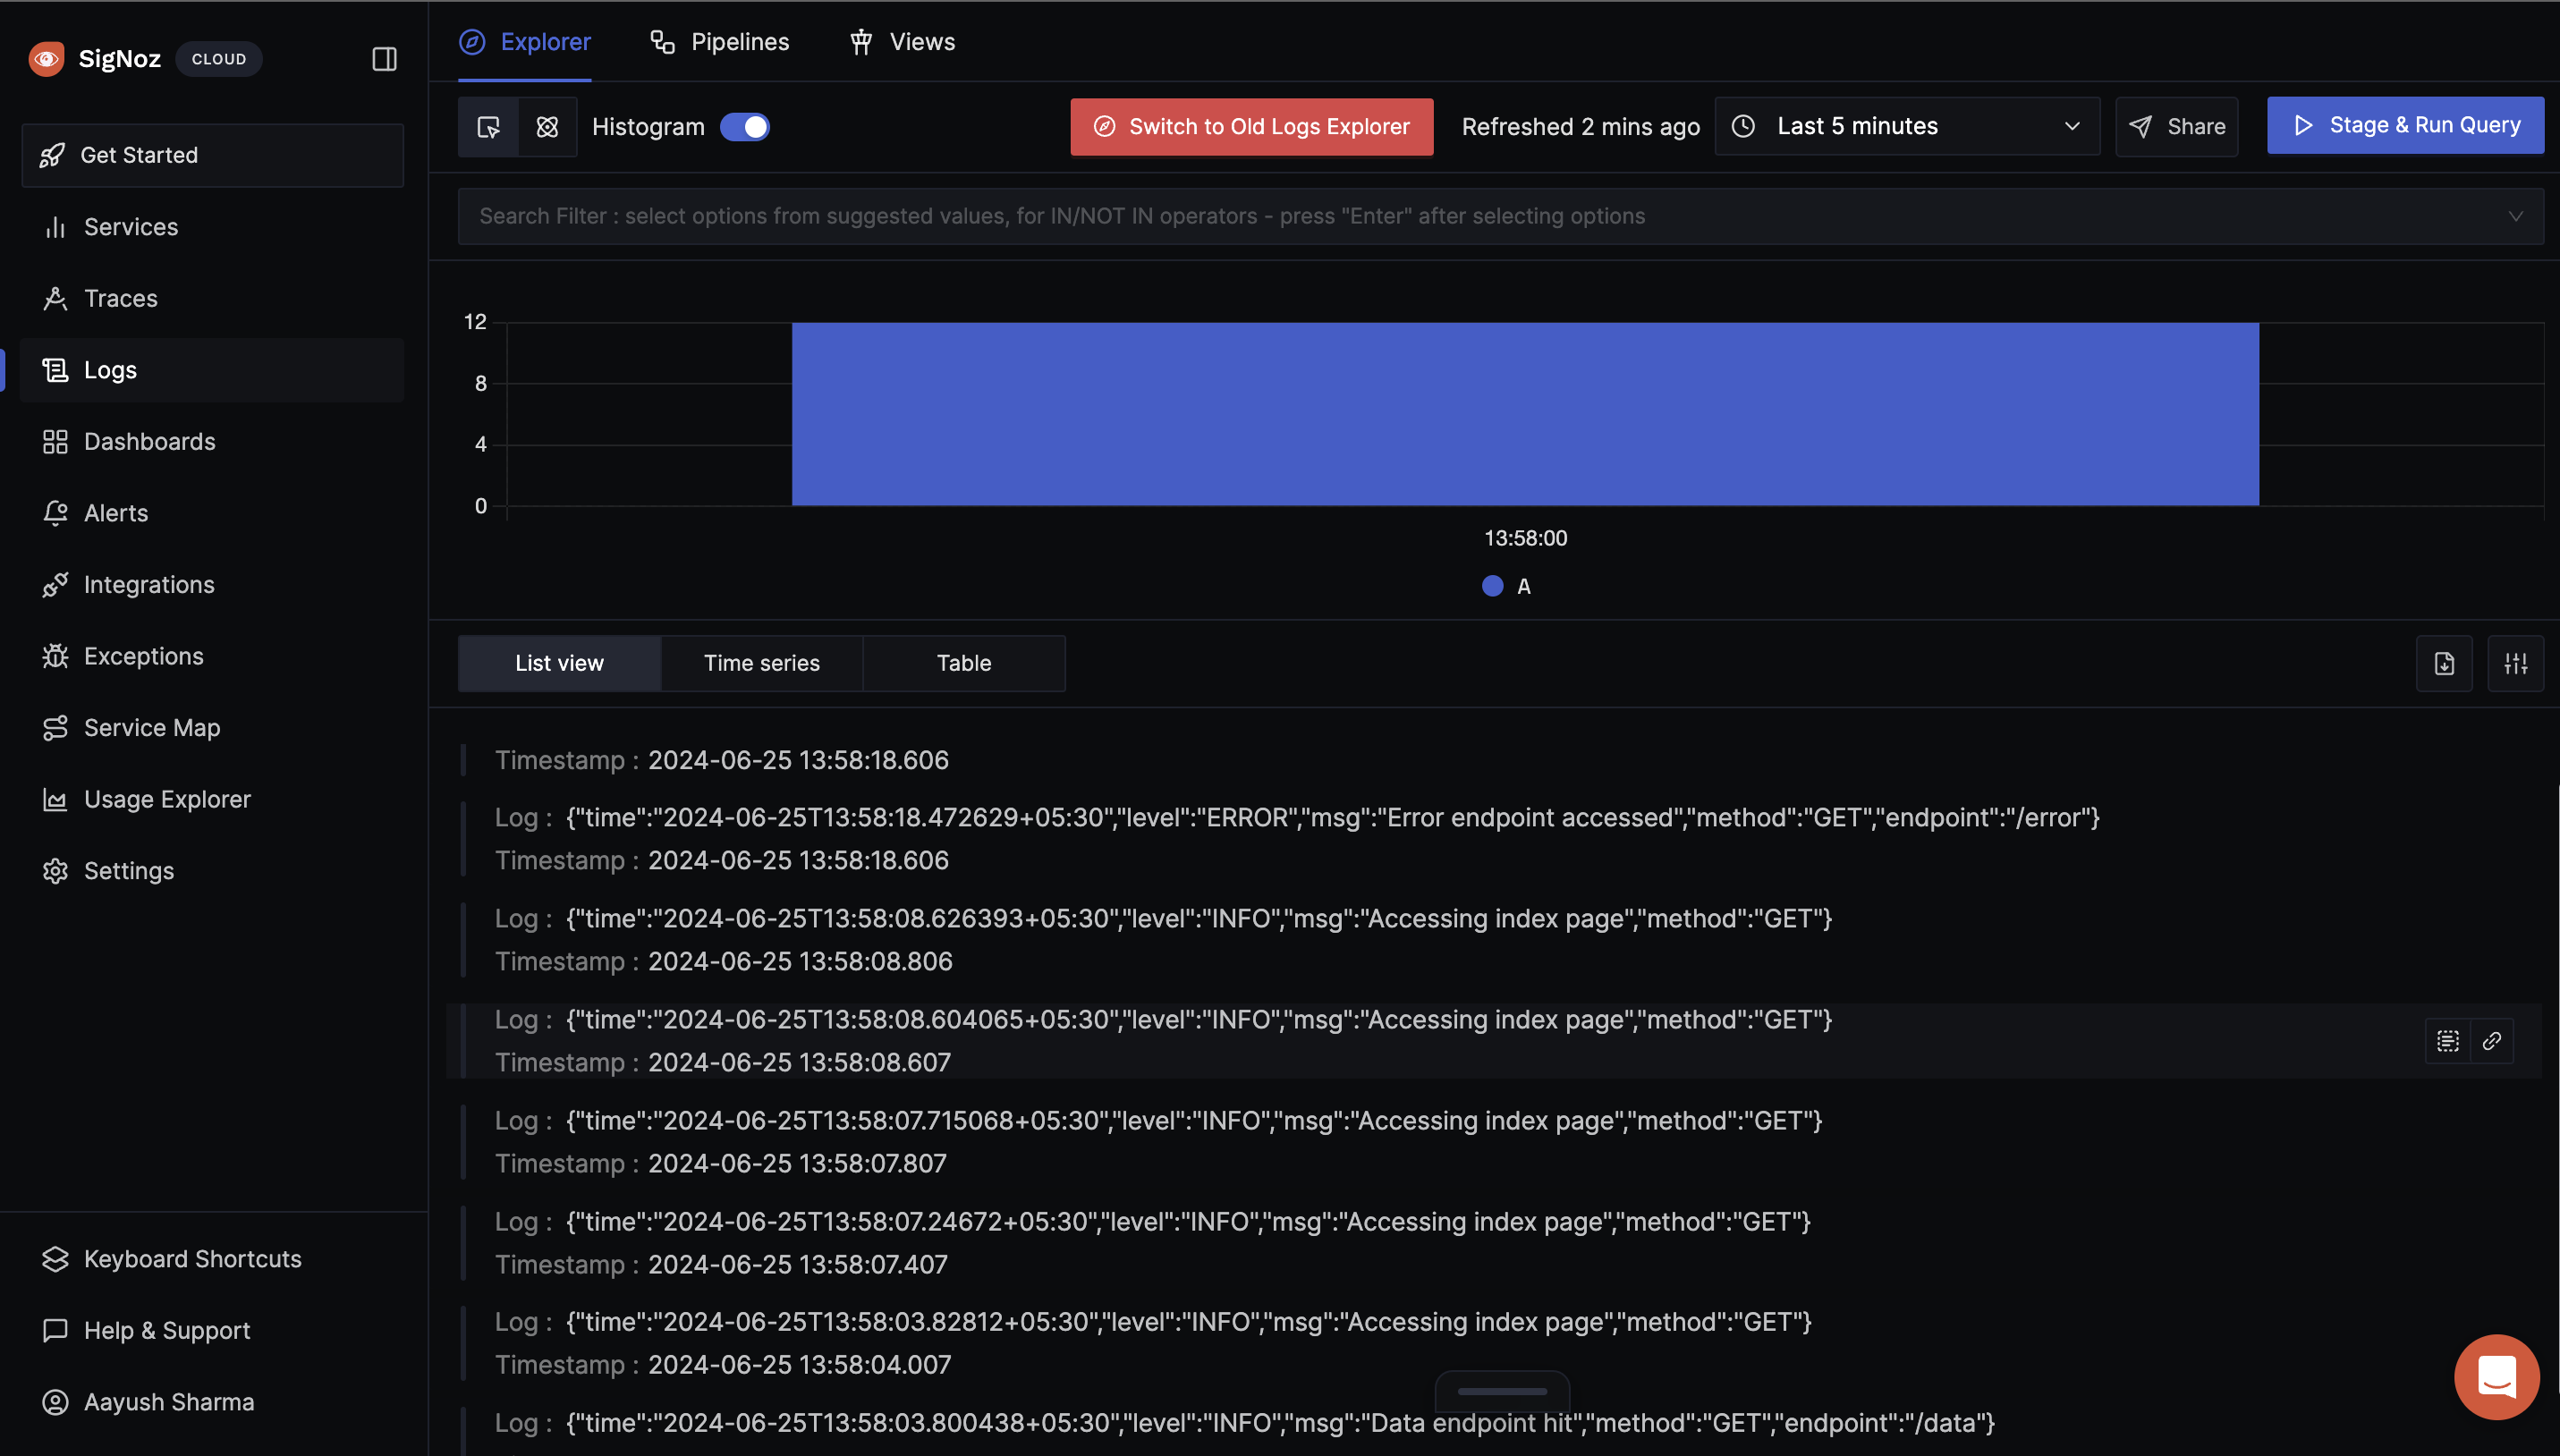 SigNoz CLOUD
Get Started
Services
Traces
Logs
Dashboards
Alerts
Integrations
Exceptions
Service Map
Usage Explorer
Settings
Keyboard Shortcuts
Help & Support
Aayush Sharma
Explorer Pipelines Views
Histogram Switch to Old Logs Explorer Refreshed 2 mins ago Last 5 minutes Share Stage & Run Query
Search Filter : select options from suggested values, for IN/NOT IN operators - press "Enter" after selecting options
12
8
4
0
13:58:00
A
List view Time series Table
Timestamp : 2024-06-25 13:58:18.606
Log : {"time":"2024-06-25T13:58:18.472629+05:30","level":"ERROR","msg":"Error endpoint accessed","method":"GET","endpoint":"/error"}
Timestamp : 2024-06-25 13:58:18.606
Log : {"time":"2024-06-25T13:58:08.626393+05:30","level":"INFO","msg":"Accessing index page","method":"GET"}
Timestamp : 2024-06-25 13:58:08.806
Log : {"time":"2024-06-25T13:58:08.604065+05:30","level":"INFO","msg":"Accessing index page","method":"GET"}
Timestamp : 2024-06-25 13:58:08.607
Log : {"time":"2024-06-25T13:58:07.715068+05:30","level":"INFO","msg":"Accessing index page","method":"GET"}
Timestamp : 2024-06-25 13:58:07.807
Log : {"time":"2024-06-25T13:58:07.24672+05:30","level":"INFO","msg":"Accessing index page","method":"GET"}
Timestamp : 2024-06-25 13:58:07.407
Log : {"time":"2024-06-25T13:58:03.82812+05:30","level":"INFO","msg":"Accessing index page","method":"GET"}
Timestamp : 2024-06-25 13:58:04.007
Log : {"time":"2024-06-25T13:58:03.800438+05:30","level":"INFO","msg":"Data endpoint hit","method":"GET","endpoint":"/data"}